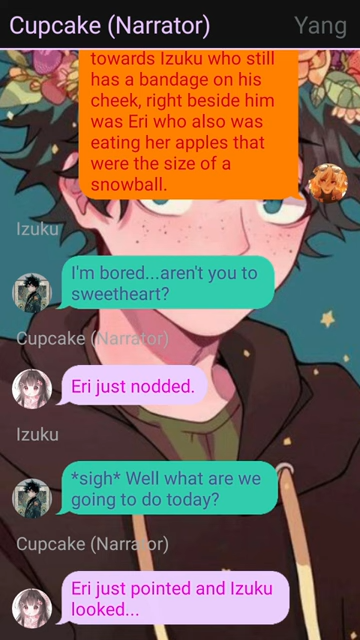 Cupcake (Narrator) Yang
towards Izuku who still
has a bandage on his
cheek, right beside him
was Eri who also was
eating her apples that
were the size of a
snowball.
Izuku
I'm bored...aren't you to
sweetheart?
Cupcake (Narrator)
Eri just nodded.
Izuku
*sigh* Well what are we
going to do today?
Cupcake (Narrator)
Eri just pointed and Izuku
looked...